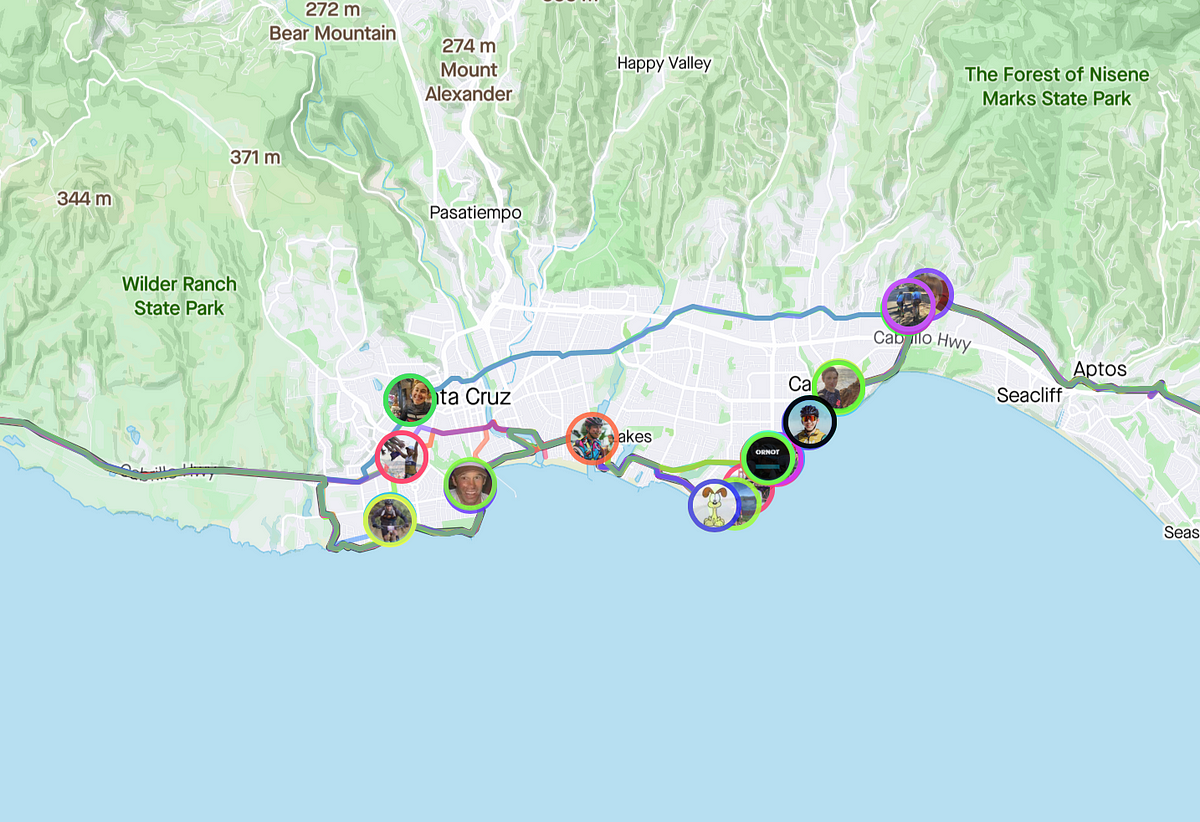 272 m
Bear Mountain
274 m
Mount
Alexander
Happy Valley
The Forest of Nisene
Marks State Park
371 m
344 m
Pasatiempo
Wilder Ranch
State Park
Cabrillo Hwy
Aptos
Seacliff
Ca
nta Cruz
akes
ORNOT
Cabrillo Hwy
Seas